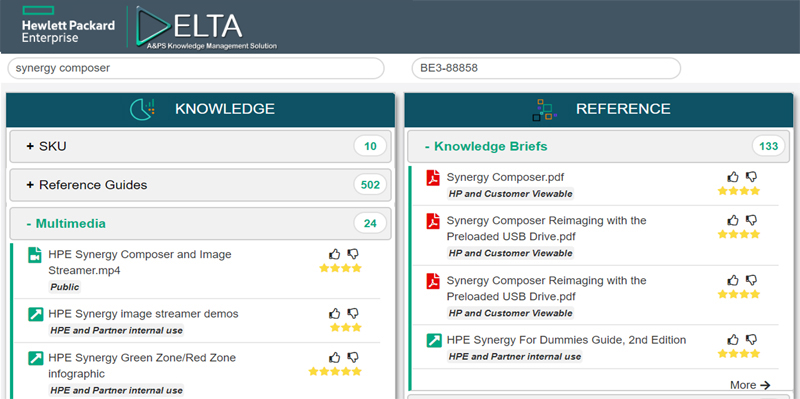 Hewlett Packard
Enterprise
DELTA
A&PS Knowledge Management Solution
synergy composer
BE3-88858
KNOWLEDGE
+ SKU
10
+ Reference Guides
502
- Multimedia
24
HPE Synergy Composer and Image
Streamer.mp4
Public
HPE Synergy image streamer demos
HPE and Partner internal use
HPE Synergy Green Zone/Red Zone
infographic
HPE and Partner internal use
REFERENCE
- Knowledge Briefs
133
Synergy Composer.pdf
HP and Customer Viewable
Synergy Composer Reimaging with the
Preloaded USB Drive.pdf
HP and Customer Viewable
Synergy Composer Reimaging with the
Preloaded USB Drive.pdf
HP and Customer Viewable
HPE Synergy For Dummies Guide, 2nd Edition
HPE and Partner internal use
More →